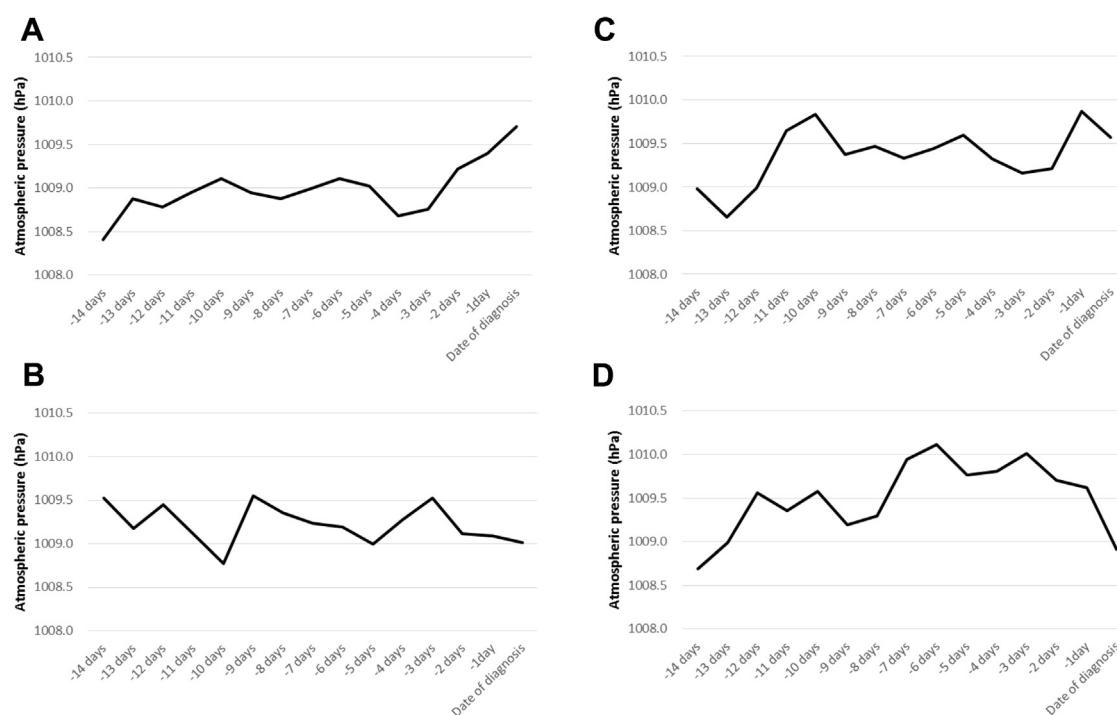 A
Atmospheric pressure (hPa)
1010.5
1010.0
1009.5
1009.0
1008.5
1008.0
-14 days
-13 days
-12 days
-11 days
-10 days
-9 days
-8 days
-7 days
-6 days
-5 days
-4 days
-3 days
-2 days
-1day
Date of diagnosis
B
Atmospheric pressure (hPa)
1010.5
1010.0
1009.5
1009.0
1008.5
1008.0
-14 days
-13 days
-12 days
-11 days
-10 days
-9 days
-8 days
-7 days
-6 days
-5 days
-4 days
-3 days
-2 days
-1day
Date of diagnosis
C
Atmospheric pressure (hPa)
1010.5
1010.0
1009.5
1009.0
1008.5
1008.0
-14 days
-13 days
-12 days
-11 days
-10 days
-9 days
-8 days
-7 days
-6 days
-5 days
-4 days
-3 days
-2 days
-1day
Date of diagnosis
D
Atmospheric pressure (hPa)
1010.5
1010.0
1009.5
1009.0
1008.5
1008.0
-14 days
-13 days
-12 days
-11 days
-10 days
-9 days
-8 days
-7 days
-6 days
-5 days
-4 days
-3 days
-2 days
-1day
Date of diagnosis